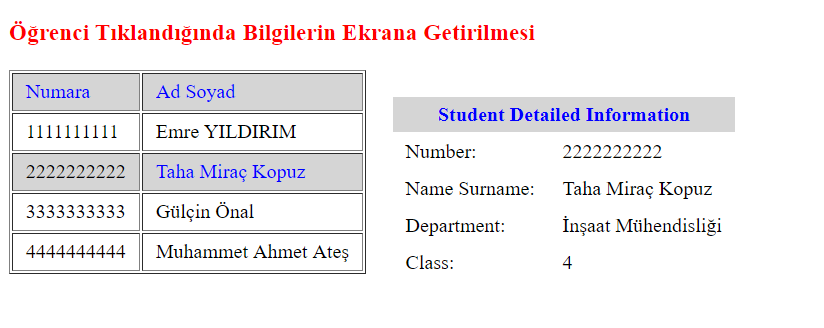 Öğrenci Tıklandığında Bilgilerin Ekrana Getirilmesi
Numara Ad Soyad
1111111111 Emre YILDIRIM
2222222222 Taha Miraç Kopuz
3333333333 Gülçin Önal
4444444444 Muhammet Ahmet Ateş
Student Detailed Information
Number: 2222222222
Name Surname: Taha Miraç Kopuz
Department: İnşaat Mühendisliği
Class: 4